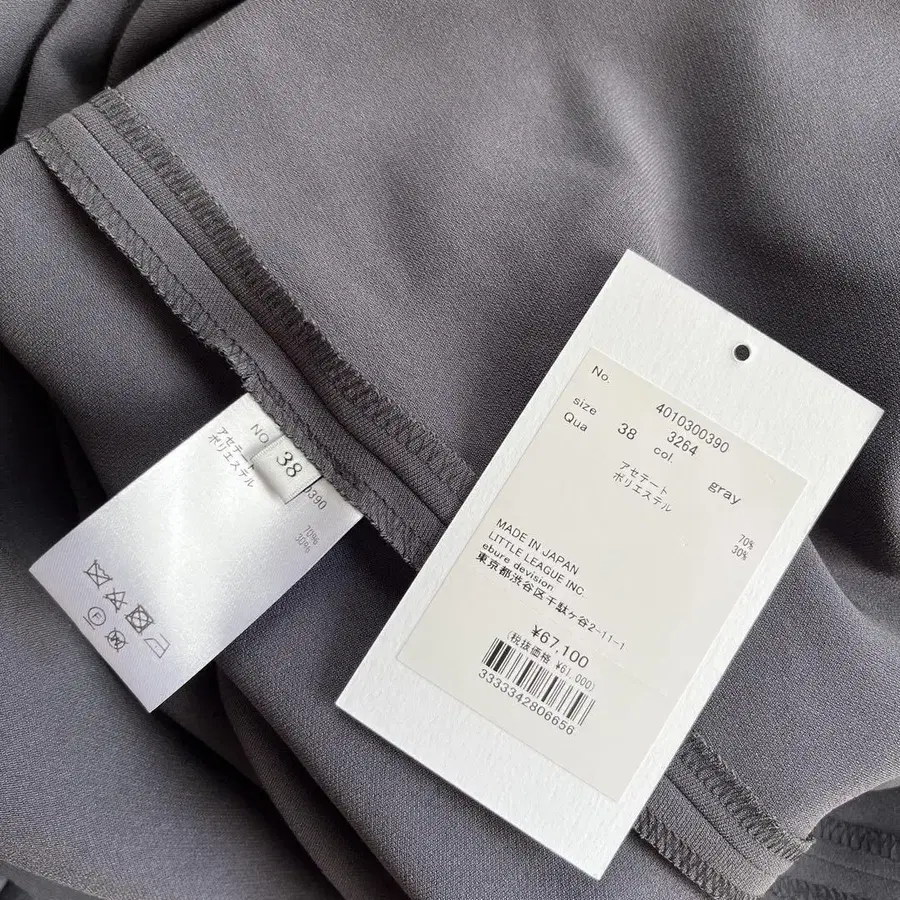 NO
38
390
アセテート
ポリエステル
70%
30%
F
W
No.
4010300390
size 38 3264
Qua col. gray
アセテート 70%
ポリエステル 30%
MADE IN JAPAN
LITTLE LEAGUE INC.
ebure devision
東京都渋谷区千駄ヶ谷2-11-1
¥67,100
(税抜価格 ¥61,000)
3333342806656